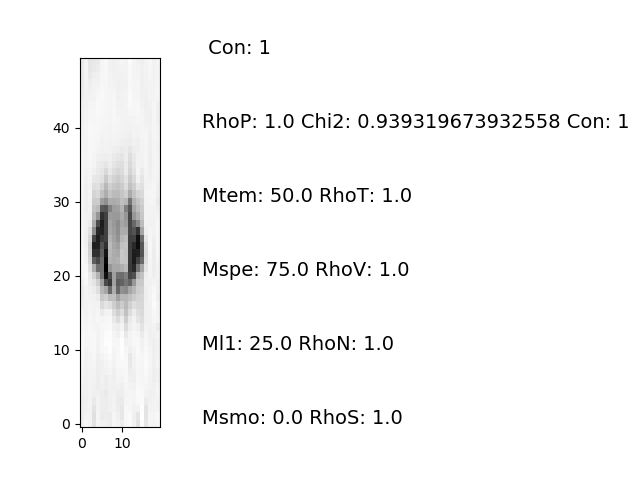 Con: 1
RhoP: 1.0 Chi2: 0.939319673932558 Con: 1
Mtem: 50.0 RhoT: 1.0
Mspe: 75.0 RhoV: 1.0
Ml1: 25.0 RhoN: 1.0
Msmo: 0.0 RhoS: 1.0
40
30
20
10
0
0 10